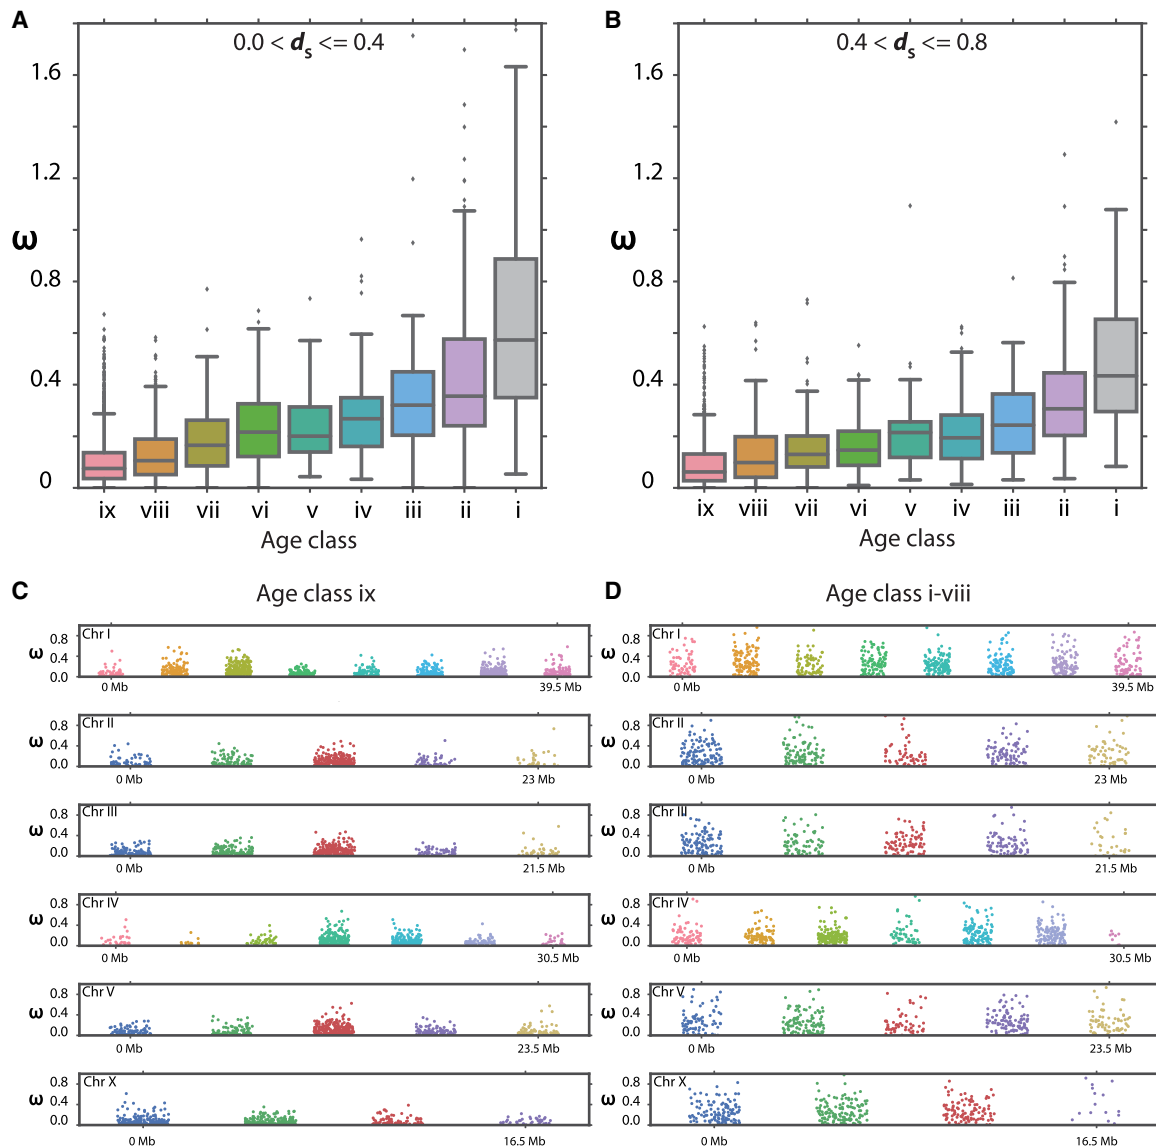 A
0.0 < dS <= 0.4
1.6
1.2
ω
0.8
0.4
0
ix viii vii vi v iv iii ii i
Age class
B
0.4 < dS <= 0.8
1.6
1.2
ω
0.8
0.4
0
ix viii vii vi v iv iii ii i
Age class
C
Age class ix
Chr I
ω
0.8
0.4
0.0
0 Mb 39.5 Mb
Chr II
ω
0.8
0.4
0.0
0 Mb 23 Mb
Chr III
ω
0.8
0.4
0.0
0 Mb 21.5 Mb
Chr IV
ω
0.8
0.4
0.0
0 Mb 30.5 Mb
Chr V
ω
0.8
0.4
0.0
0 Mb 23.5 Mb
Chr X
ω
0.8
0.4
0.0
0 Mb 16.5 Mb
D
Age class i-viii
Chr I
ω
0.8
0.4
0.0
0 Mb 39.5 Mb
Chr II
ω
0.8
0.4
0.0
0 Mb 23 Mb
Chr III
ω
0.8
0.4
0.0
0 Mb 21.5 Mb
Chr IV
ω
0.8
0.4
0.0
0 Mb 30.5 Mb
Chr V
ω
0.8
0.4
0.0
0 Mb 23.5 Mb
Chr X
ω
0.8
0.4
0.0
0 Mb 16.5 Mb